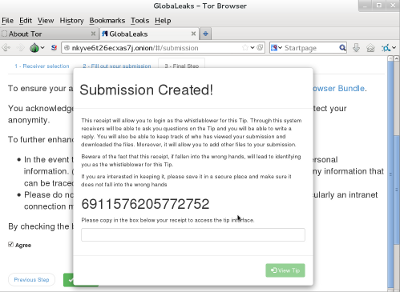 GlobaLeaks – Tor Browser
File Edit View History Bookmarks Tools Help
About Tor
GlobaLeaks
Startpage
1 - Receiver selection
2 - Fill out your submission
3 - Final Step
To ensure your a
Browser Bundle.
You acknowledge
tect your
anonymity.
To further enhanc
In the event t
rsonal
information. (
ny information that
can be traced
Please do no
cularly an intranet
connection m
By checking the b
Agree
Previous Step
Submission Created!
This receipt will allow you to login as the whistleblower for this Tip. Through this system
receivers will be able to ask you questions on the Tip and you will be able to write a
reply. You will also be able to keep track of who has viewed your submission and
downloaded the files. Moreover, it will allow you to add other files to your submission.
Beware of the fact that this receipt, if fallen into the wrong hands, will lead to identifying
you as the whistleblower for this Tip.
If you are interested in keeping it, please save it in a secure place and make sure it
does not fall into the wrong hands
6911576205772752
Please copy in the box below your receipt to access the tip interface.
View Tip